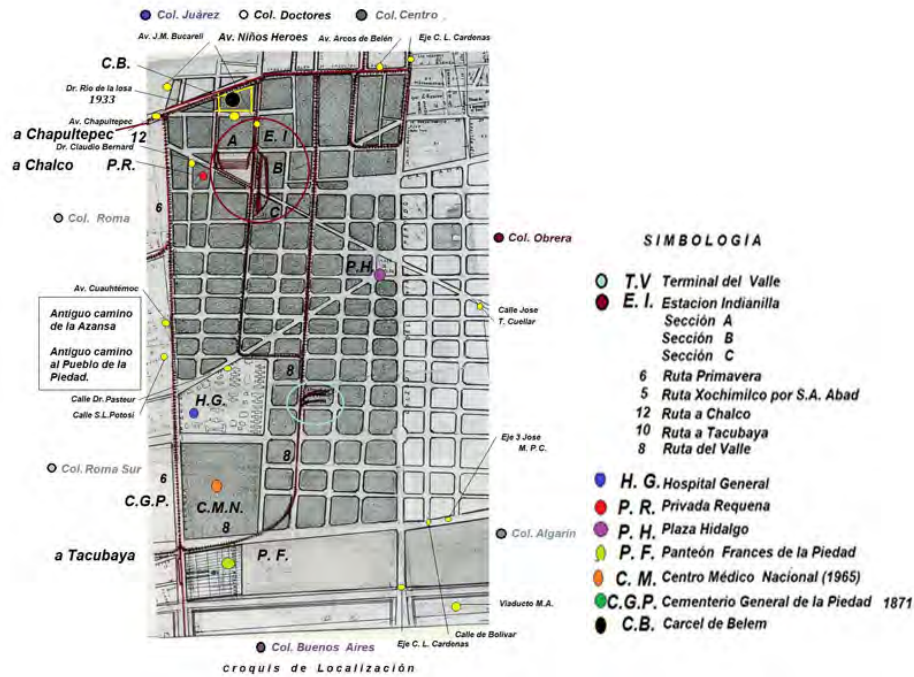 Col. Juárez
Col. Doctores
Col. Centro
Av. J.M. Bucareli
Av. Niños Heroes
Av. Arcos de Belén
Eje C. L. Cardenas
C.B.
Dr. Río de la losa
1933
Av. Chapultepec
a Chapultepec 12
Dr. Claudio Bernard
a Chalco
P.R.
A
E. I
B
C
6
Col. Roma
Col. Obrera
P.H.
Av. Cuauhtémoc
Calle Jose
T. Cuellar
Antiguo camino
de la Azansa
Antiguo camino
al Pueblo de la
Piedad.
8
Calle Dr. Pasteur
H.G.
Calle S.L.Potosi
Eje 3 Jose
M. P.C.
Col. Roma Sur
8
6
C.G.P.
C.M.N.
8
Col. Algarín
a Tacubaya
P. F.
Viaducto M.A.
Calle de Bolivar
Eje C. L. Cardenas
Col. Buenos Aires
croquis de Localización
SIMBOLOGÍA
T.V Terminal del Valle
E. I. Estacion Indianilla
Sección A
Sección B
Sección C
6 Ruta Primavera
5 Ruta Xochimilco por S.A. Abad
12 Ruta a Chalco
10 Ruta a Tacubaya
8 Ruta del Valle
H. G. Hospital General
P. R. Privada Requena
P. H. Plaza Hidalgo
P. F. Panteón Frances de la Piedad
C. M. Centro Médico Nacional (1965)
C.G.P. Cementerio General de la Piedad 1871
C.B. Carcel de Belem